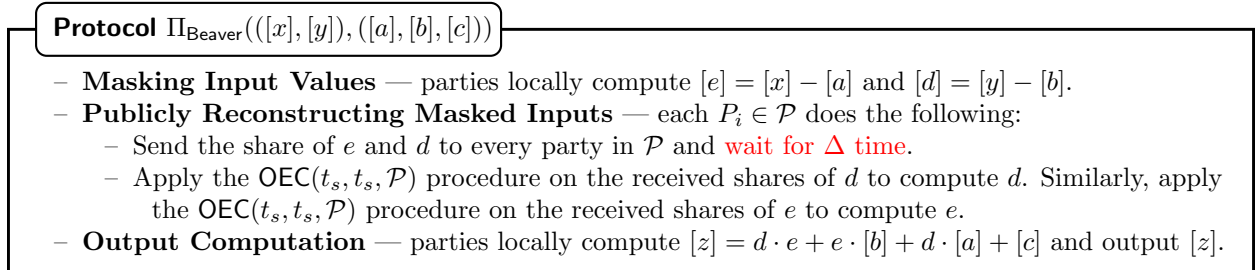 Protocol Π_Beaver(([x], [y]), ([a], [b], [c]))
– Masking Input Values — parties locally compute [e] = [x] − [a] and [d] = [y] − [b].
– Publicly Reconstructing Masked Inputs — each P_i ∈ 𝒫 does the following:
– Send the share of e and d to every party in 𝒫 and wait for Δ time.
– Apply the OEC(t_s, t_s, 𝒫) procedure on the received shares of d to compute d. Similarly, apply
the OEC(t_s, t_s, 𝒫) procedure on the received shares of e to compute e.
– Output Computation — parties locally compute [z] = d · e + e · [b] + d · [a] + [c] and output [z].